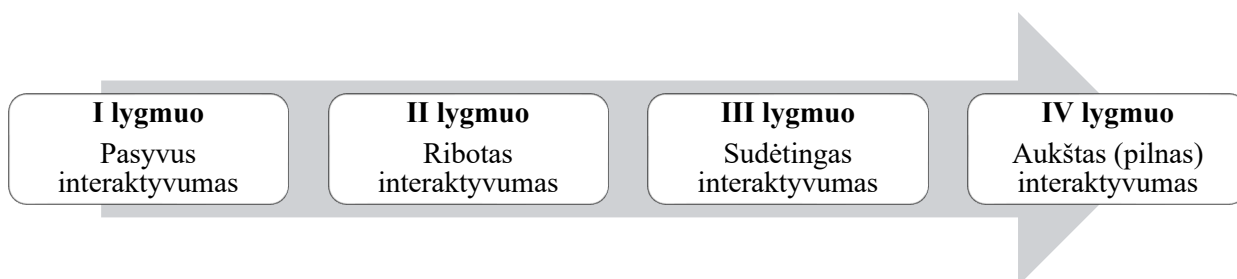 I lygmuo
Pasyvus
interaktyvumas
II lygmuo
Ribotas
interaktyvumas
III lygmuo
Sudėtingas
interaktyvumas
IV lygmuo
Aukštas (pilnas)
interaktyvumas